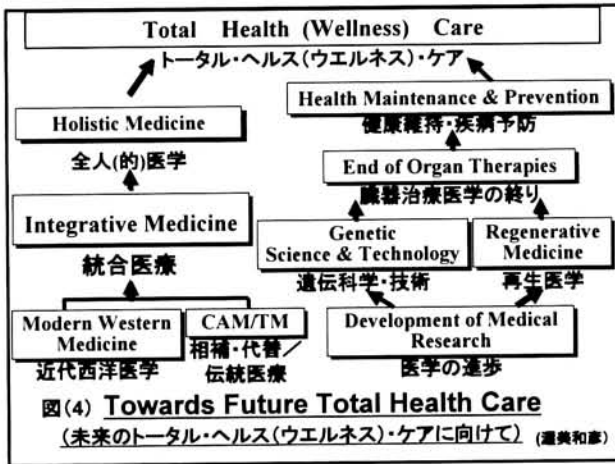 Total Health (Wellness) Care
トータル・ヘルス(ウエルネス)・ケア
Holistic Medicine
全人(的)医学
Integrative Medicine
統合医療
Modern Western
Medicine
近代西洋医学
CAM/TM
相補・代替／
伝統医療
Health Maintenance & Prevention
健康維持・疾病予防
End of Organ Therapies
臓器治療医学の終り
Genetic
Science & Technology
遺伝科学・技術
Regenerative
Medicine
再生医学
Development of Medical
Research
医学の進歩
図(4) Towards Future Total Health Care
(未来のトータル・ヘルス(ウエルネス)・ケアに向けて) (渥美和彦)